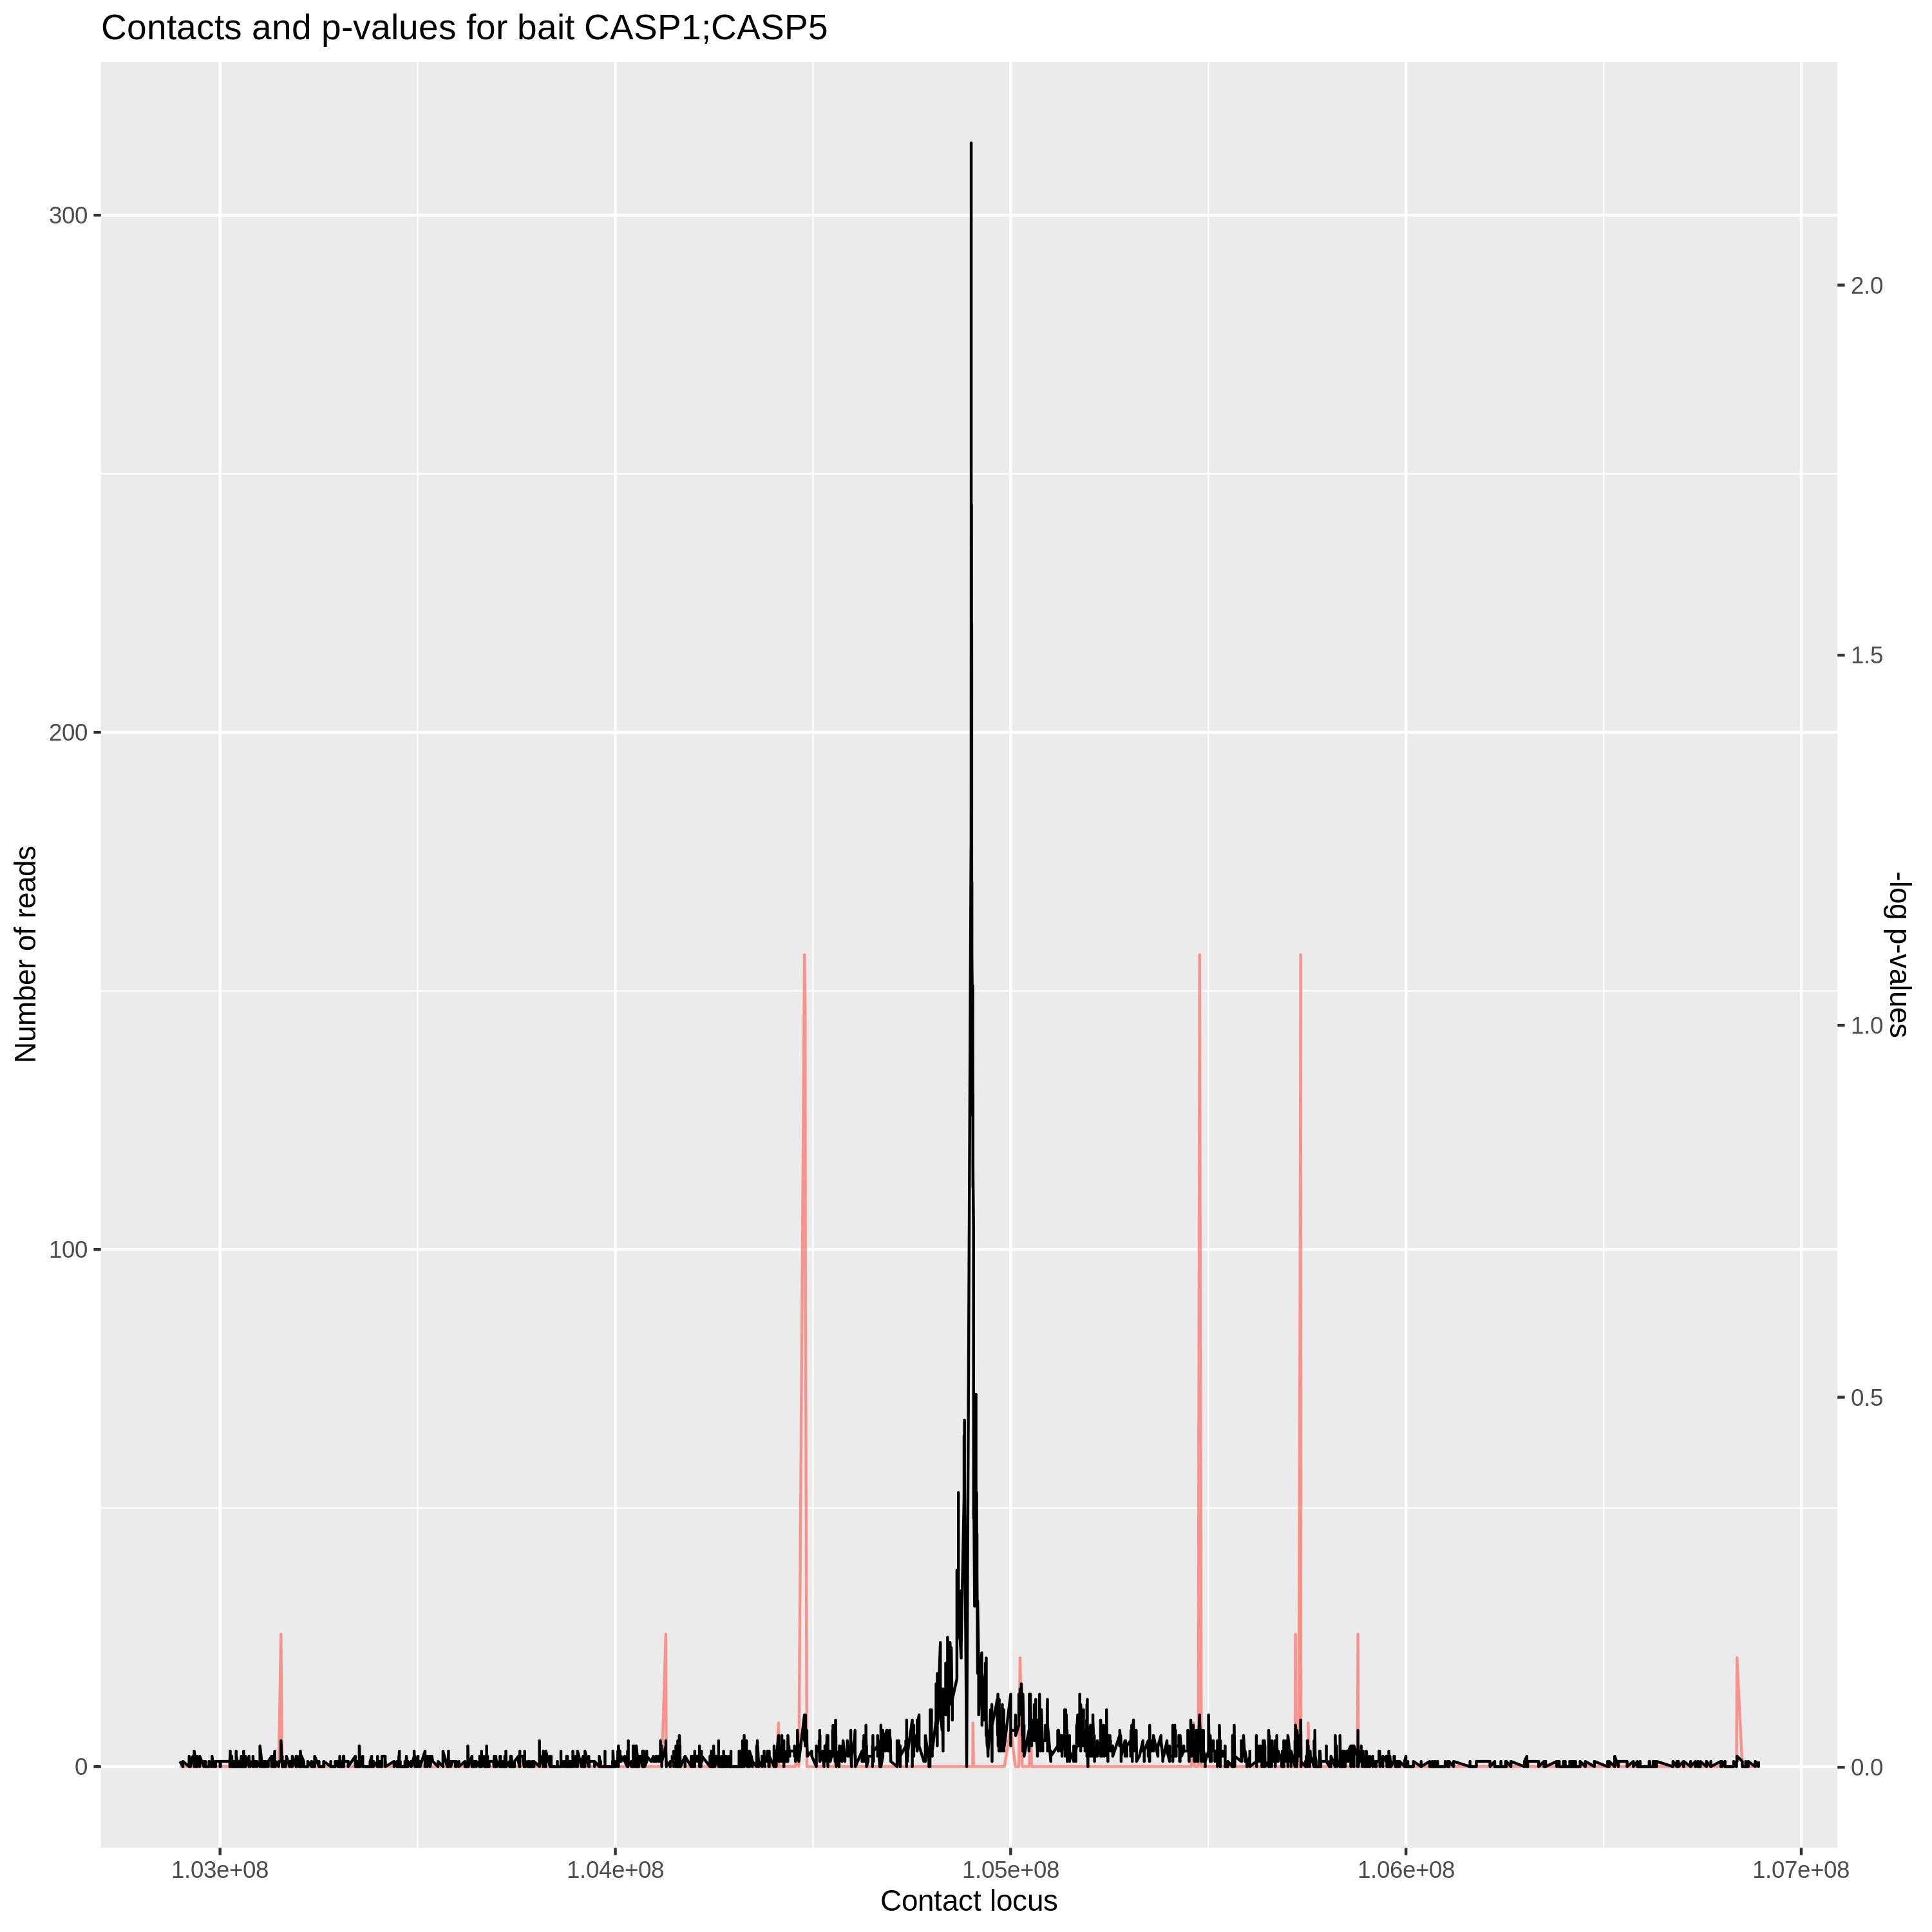 Contacts and p-values for bait CASP1;CASP5
300
200
100
0
Number of reads
2.0
1.5
1.0
0.5
0.0
-log p-values
1.03e+08 1.04e+08 1.05e+08 1.06e+08 1.07e+08
Contact locus